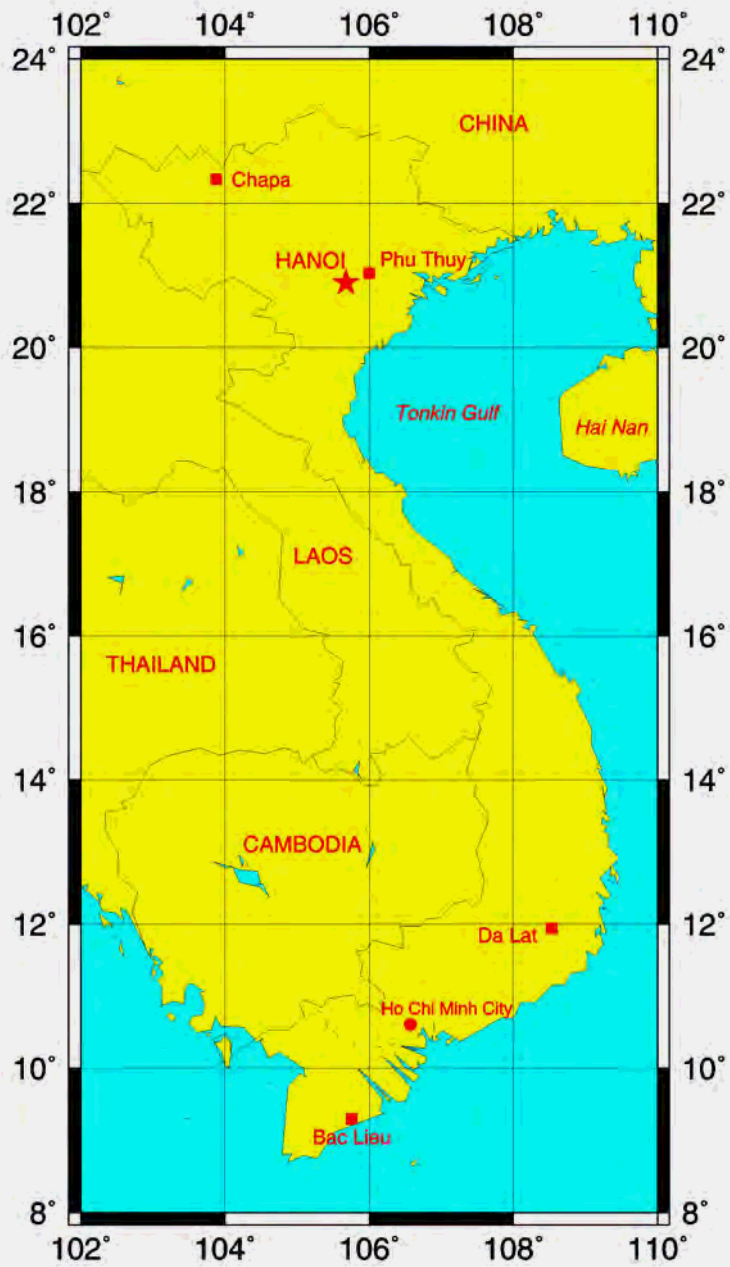 102° 104° 106° 108° 110°
24° 24°
CHINA
Chapa
22° 22°
HANOI Phu Thuy
20° 20°
Tonkin Gulf
Hai Nan
18° 18°
LAOS
16° 16°
THAILAND
14° 14°
CAMBODIA
12° 12°
Da Lat
Ho Chi Minh City
10° 10°
Bac Lieu
8° 8°
102° 104° 106° 108° 110°